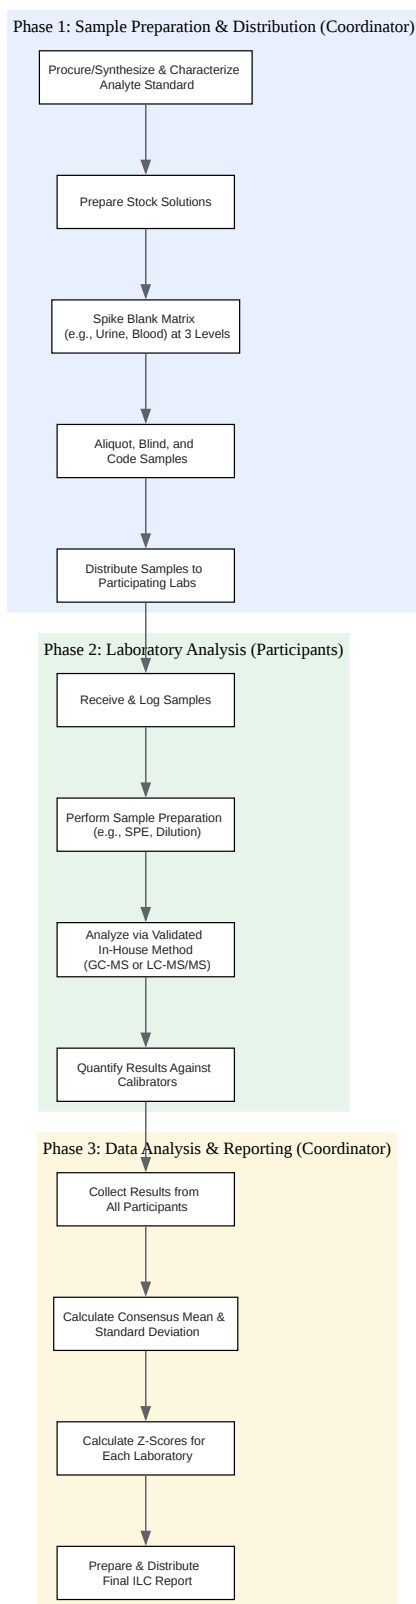 Phase 1: Sample Preparation & Distribution (Coordinator)
Procure/Synthesize & Characterize
Analyte Standard
Prepare Stock Solutions
Spike Blank Matrix
(e.g., Urine, Blood) at 3 Levels
Aliquot, Blind, and
Code Samples
Distribute Samples to
Participating Labs
Phase 2: Laboratory Analysis (Participants)
Receive & Log Samples
Perform Sample Preparation
(e.g., SPE, Dilution)
Analyze via Validated
In-House Method
(GC-MS or LC-MS/MS)
Quantify Results Against
Calibrators
Phase 3: Data Analysis & Reporting (Coordinator)
Collect Results from
All Participants
Calculate Consensus Mean &
Standard Deviation
Calculate Z-Scores for
Each Laboratory
Prepare & Distribute
Final ILC Report